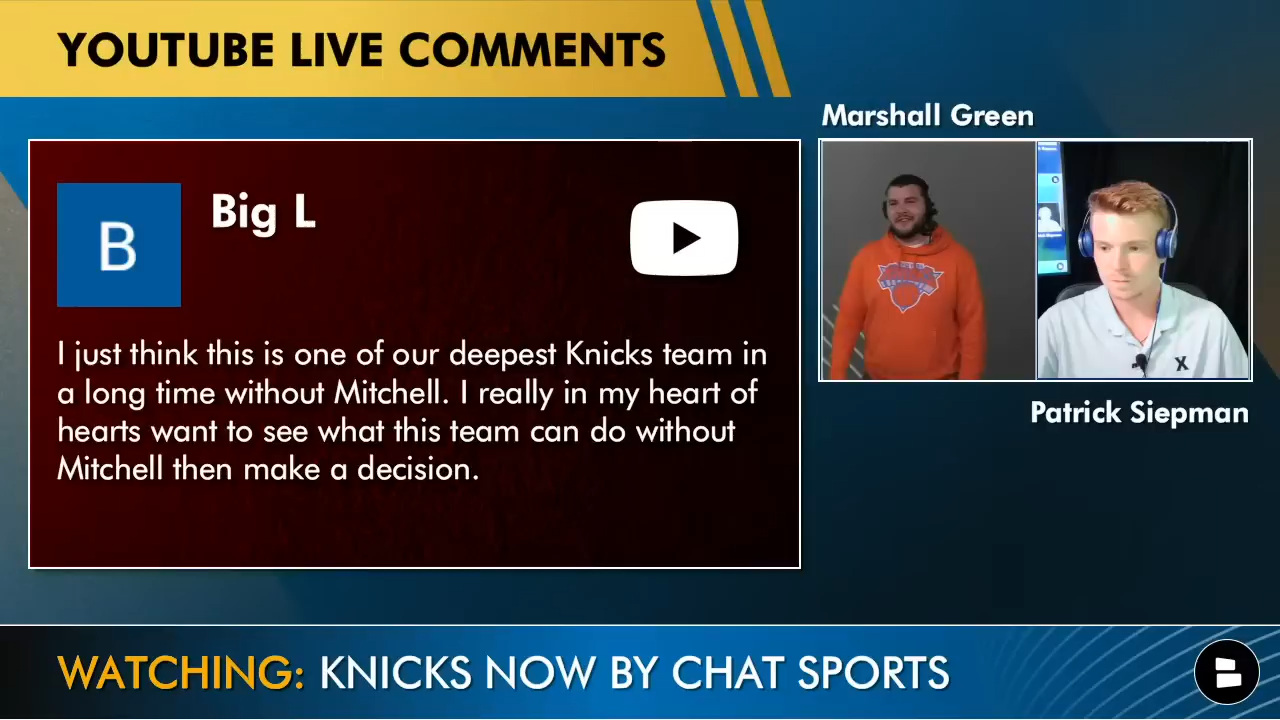 YOUTUBE LIVE COMMENTS
Marshall Green
B
Big L
I just think this is one of our deepest Knicks team in
a long time without Mitchell. I really in my heart of
hearts want to see what this team can do without
Mitchell then make a decision.
X
Patrick Siepman
WATCHING: KNICKS NOW BY CHAT SPORTS